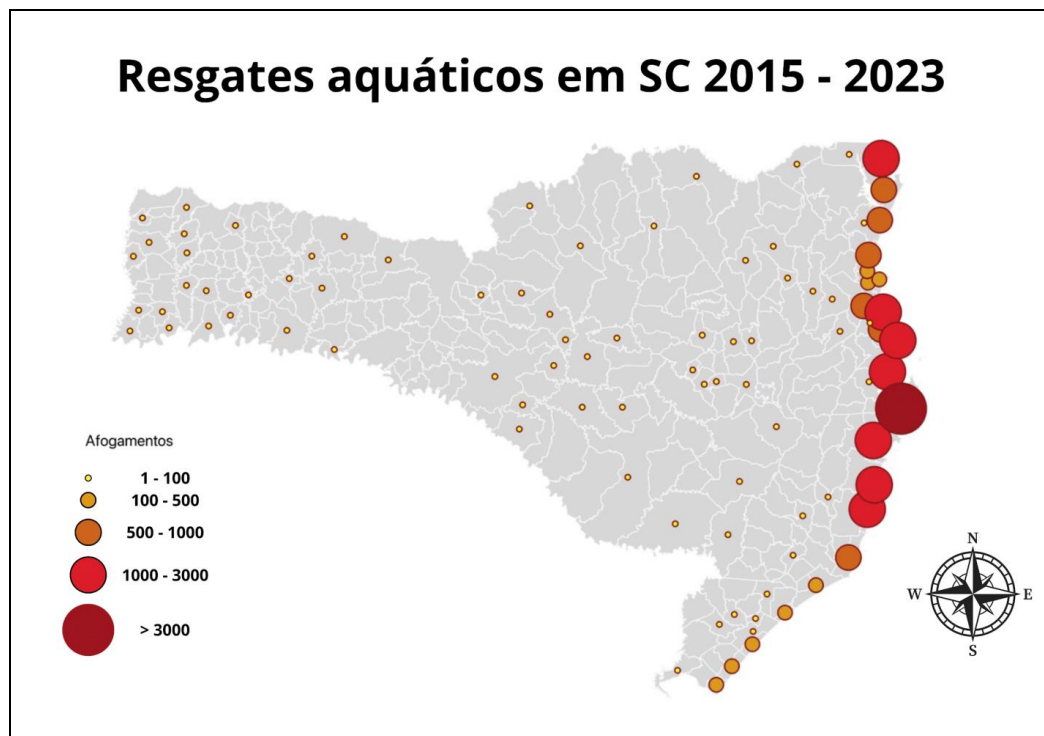 Resgates aquáticos em SC 2015 - 2023
Afogamentos
1 - 100
100 - 500
500 - 1000
1000 - 3000
> 3000
N
W E
S